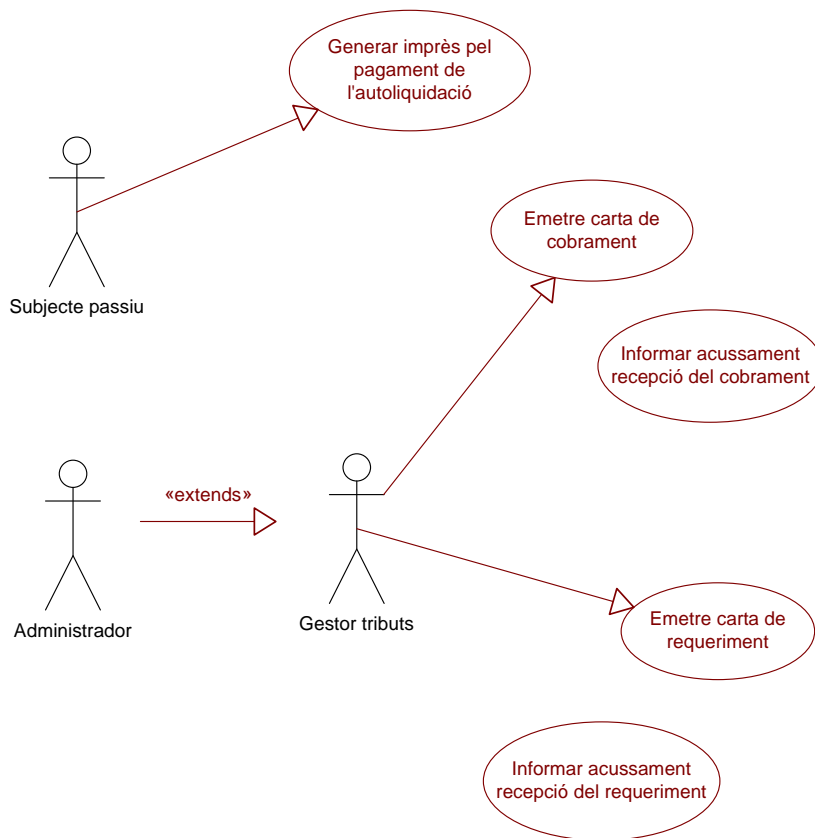 Generar imprès pel
pagament de
l'autoliquidació
Emetre carta de
cobrament
Subjecte passiu
Informar acussament
recepció del cobrament
«extends»
Administrador
Gestor tributs
Emetre carta de
requeriment
Informar acussament
recepció del requeriment